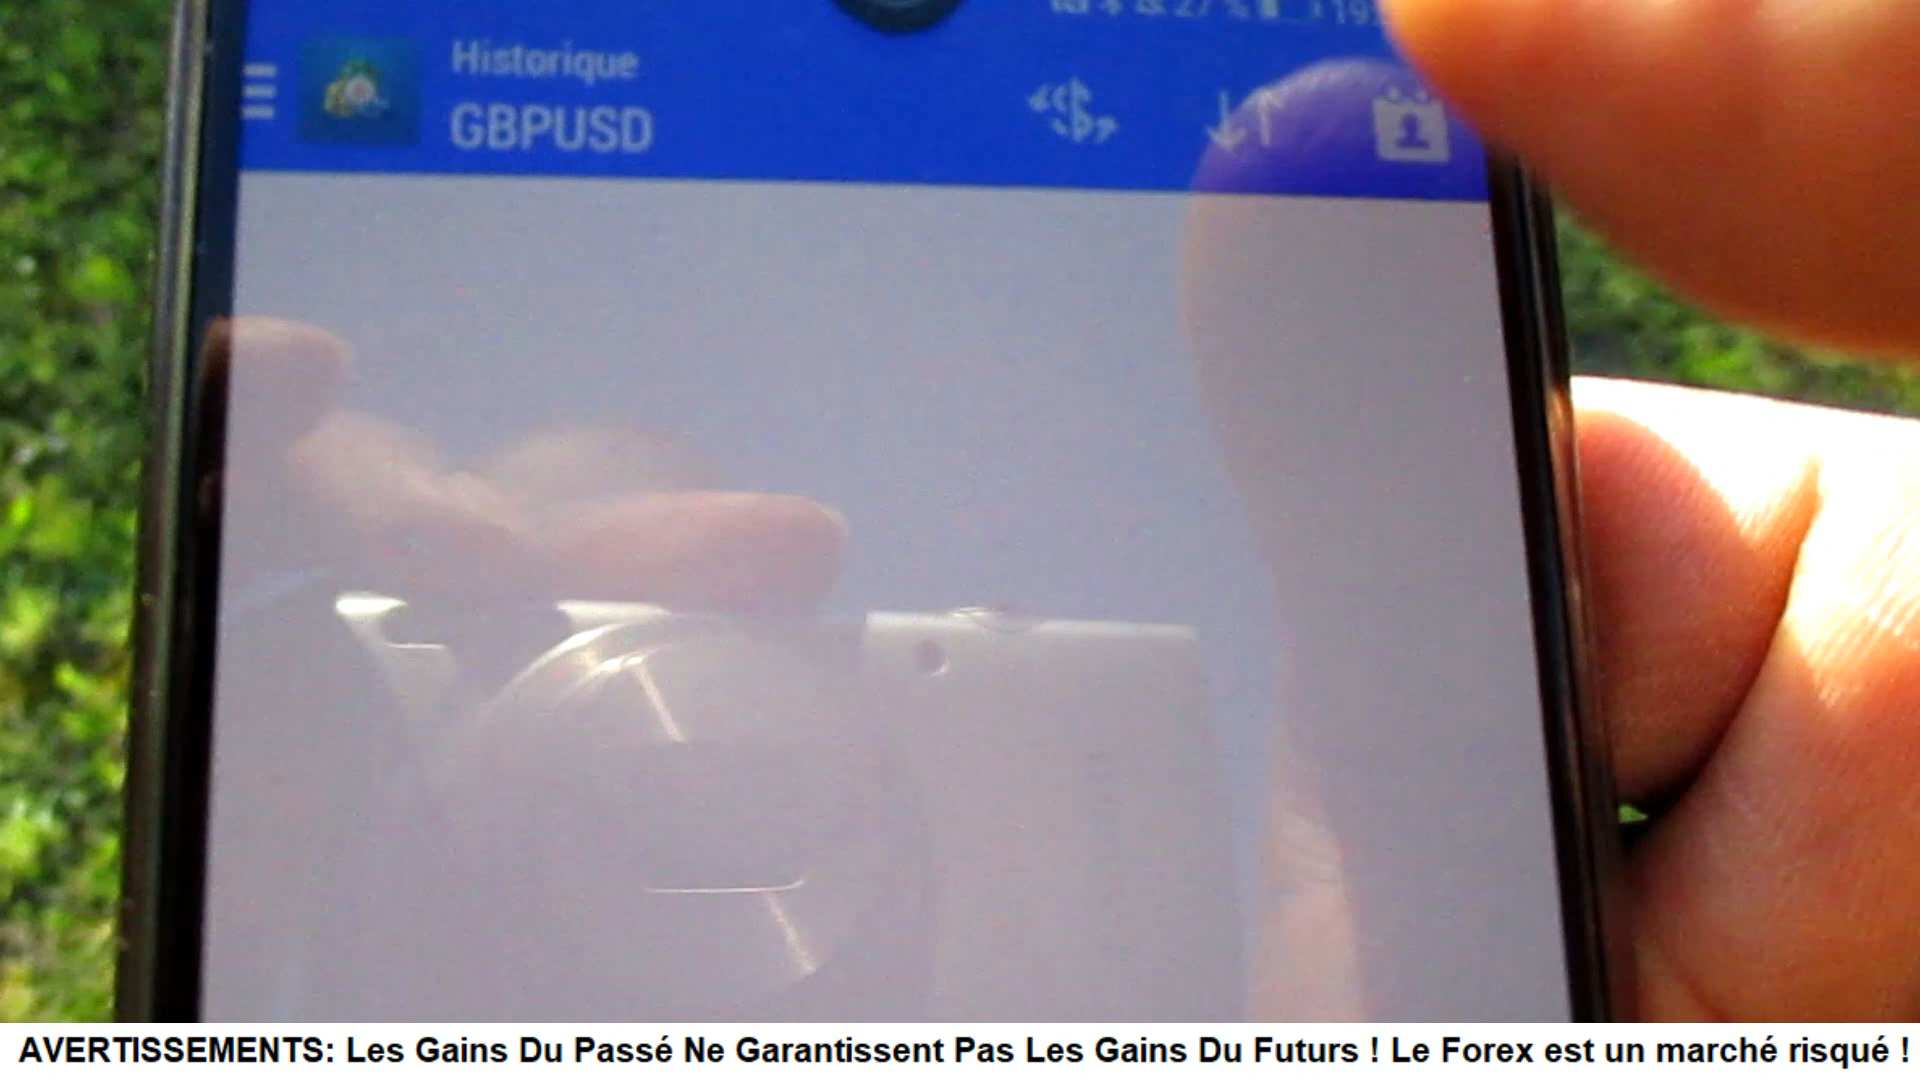 27 %
Historique
GBPUSD
AVERTISSEMENTS: Les Gains Du Passé Ne Garantissent Pas Les Gains Du Futurs ! Le Forex est un marché risqué !